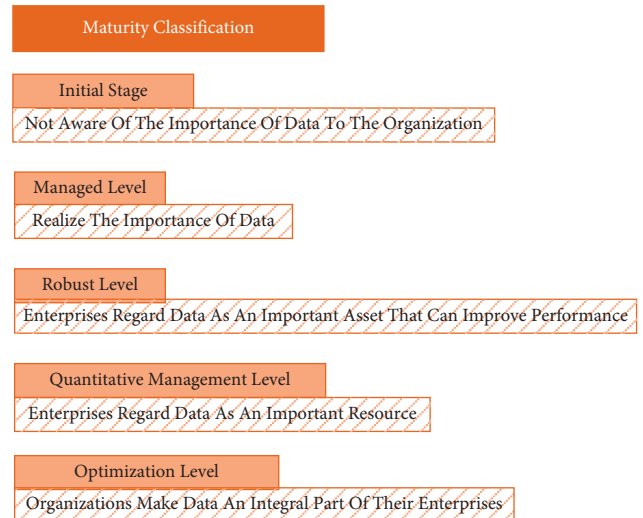 Maturity Classification
Initial Stage
Not Aware Of The Importance Of Data To The Organization
Managed Level
Realize The Importance Of Data
Robust Level
Enterprises Regard Data As An Important Asset That Can Improve Performance
Quantitative Management Level
Enterprises Regard Data As An Important Resource
Optimization Level
Organizations Make Data An Integral Part Of Their Enterprises